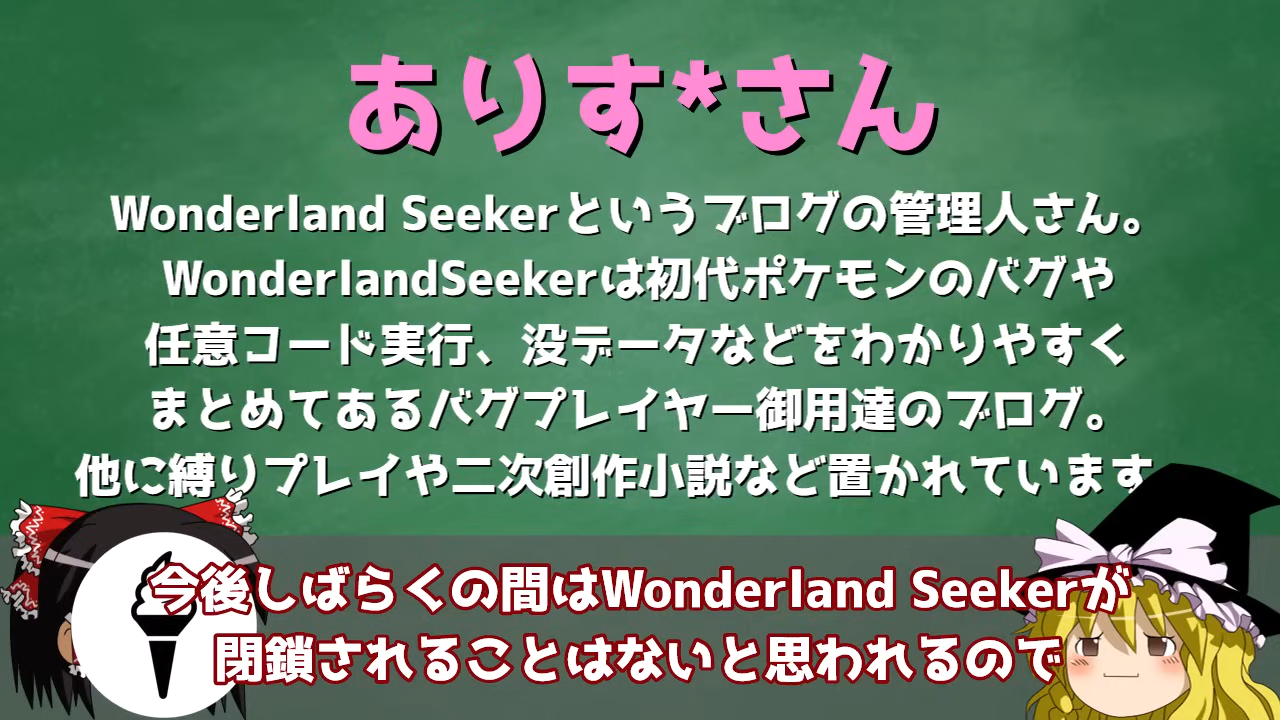 ありす*さん
Wonderland Seekerというブログの管理人さん。
WonderlandSeekerは初代ポケモンのバグや
任意コード実行、没データなどをわかりやすく
まとめてあるバグプレイヤー御用達のブログ。
他に縛りプレイや二次創作小説など置かれています
今後しばらくの間はWonderland Seekerが
閉鎖されることはないと思われるので